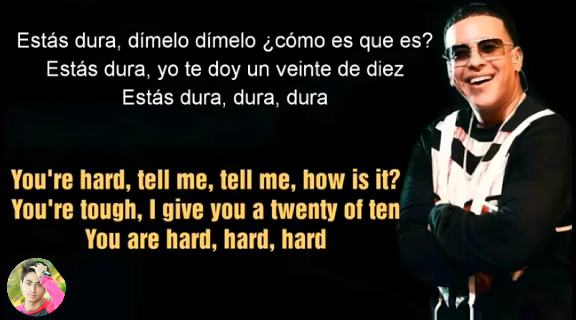 Estás dura, dímelo dímelo ¿cómo es que es?
Estás dura, yo te doy un veinte de diez
Estás dura, dura, dura
You're hard, tell me, tell me, how is it?
You're tough, I give you a twenty of ten
You are hard, hard, hard